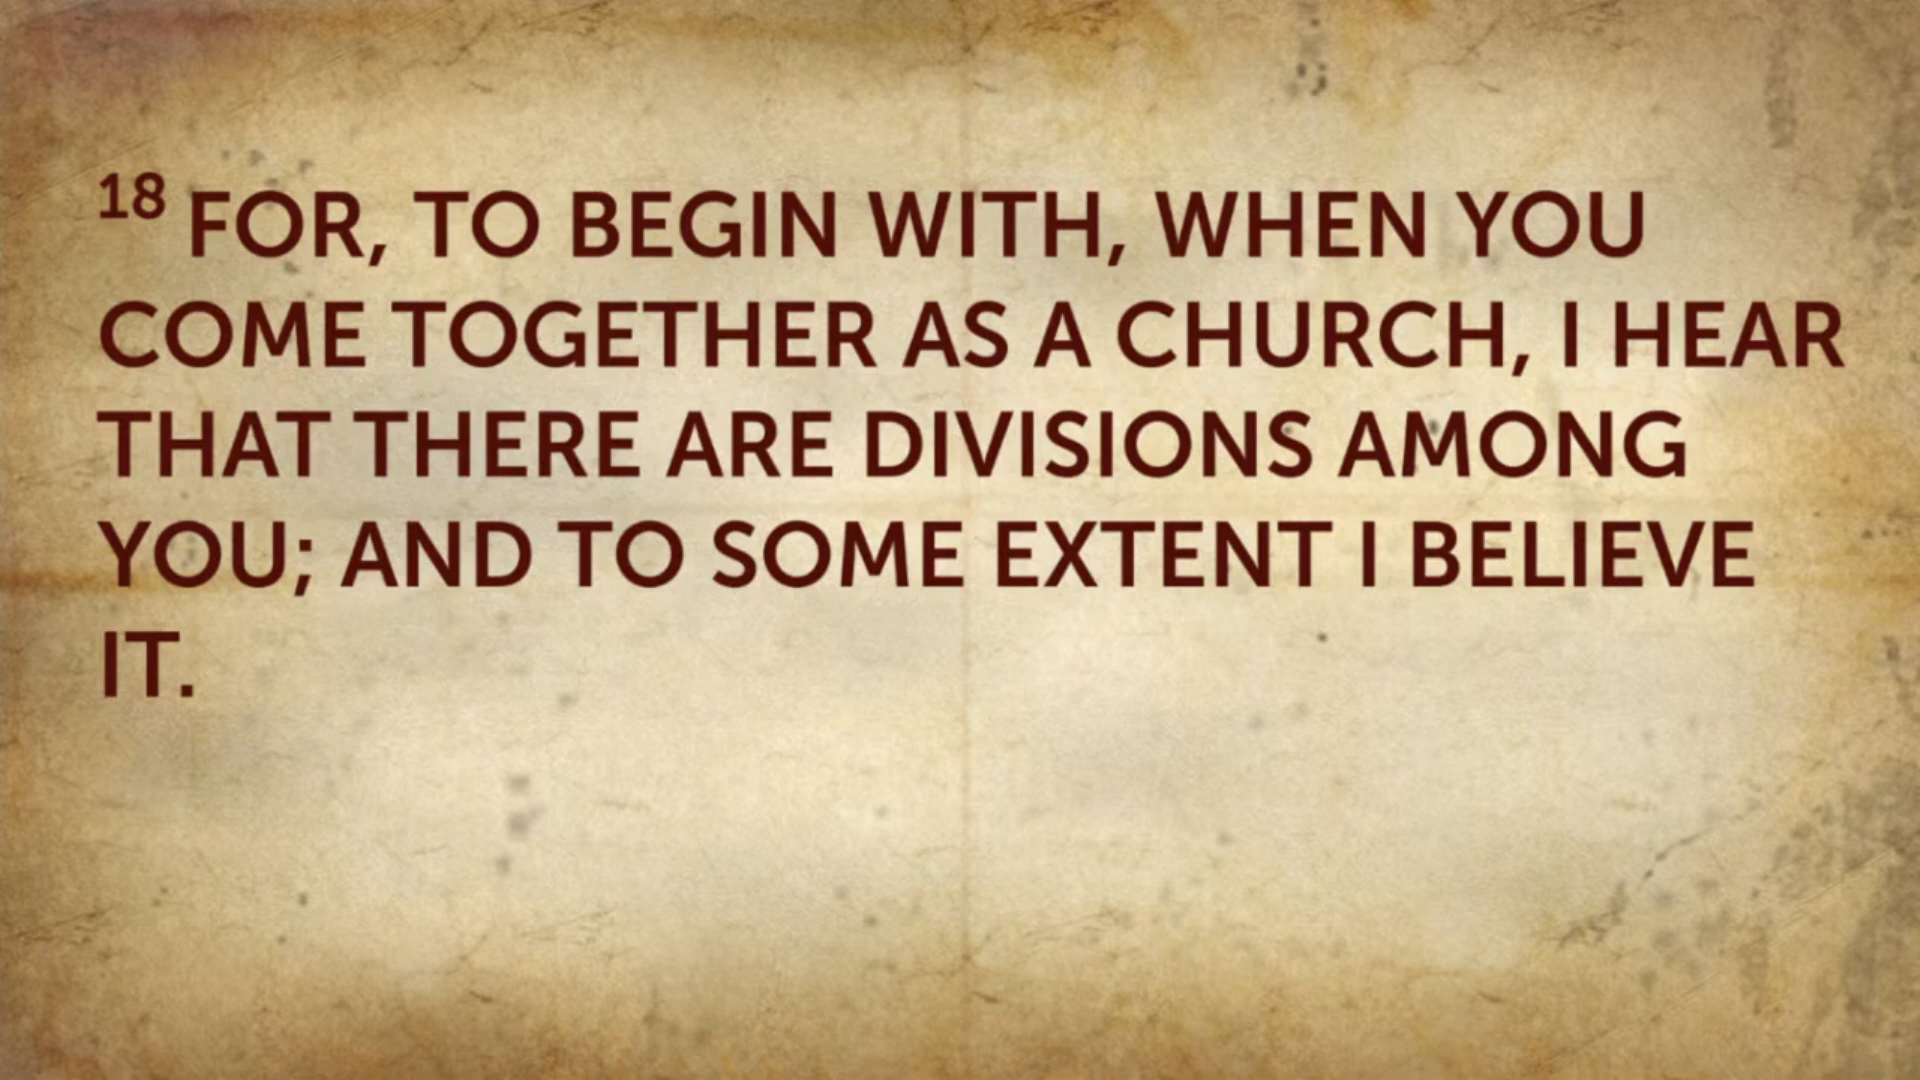 18 FOR, TO BEGIN WITH, WHEN YOU
COME TOGETHER AS A CHURCH, I HEAR
THAT THERE ARE DIVISIONS AMONG
YOU; AND TO SOME EXTENT I BELIEVE
IT.